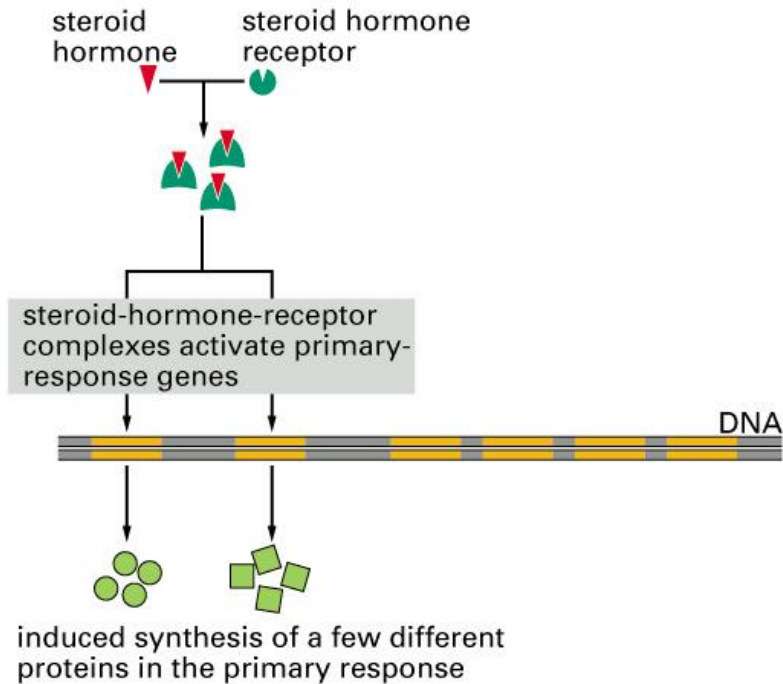 steroid
hormone
steroid hormone
receptor
steroid-hormone-receptor
complexes activate primary-
response genes
DNA
induced synthesis of a few different
proteins in the primary response